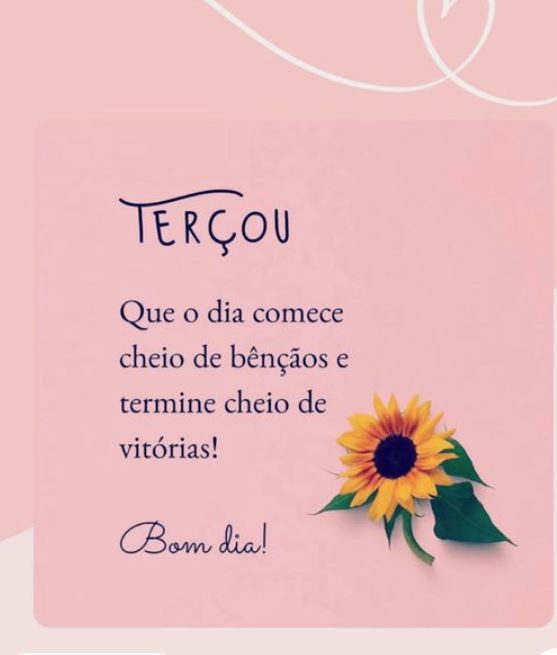 TERÇOU
Que o dia comece
cheio de bênçãos e
termine cheio de
vitórias!
Bom dia!